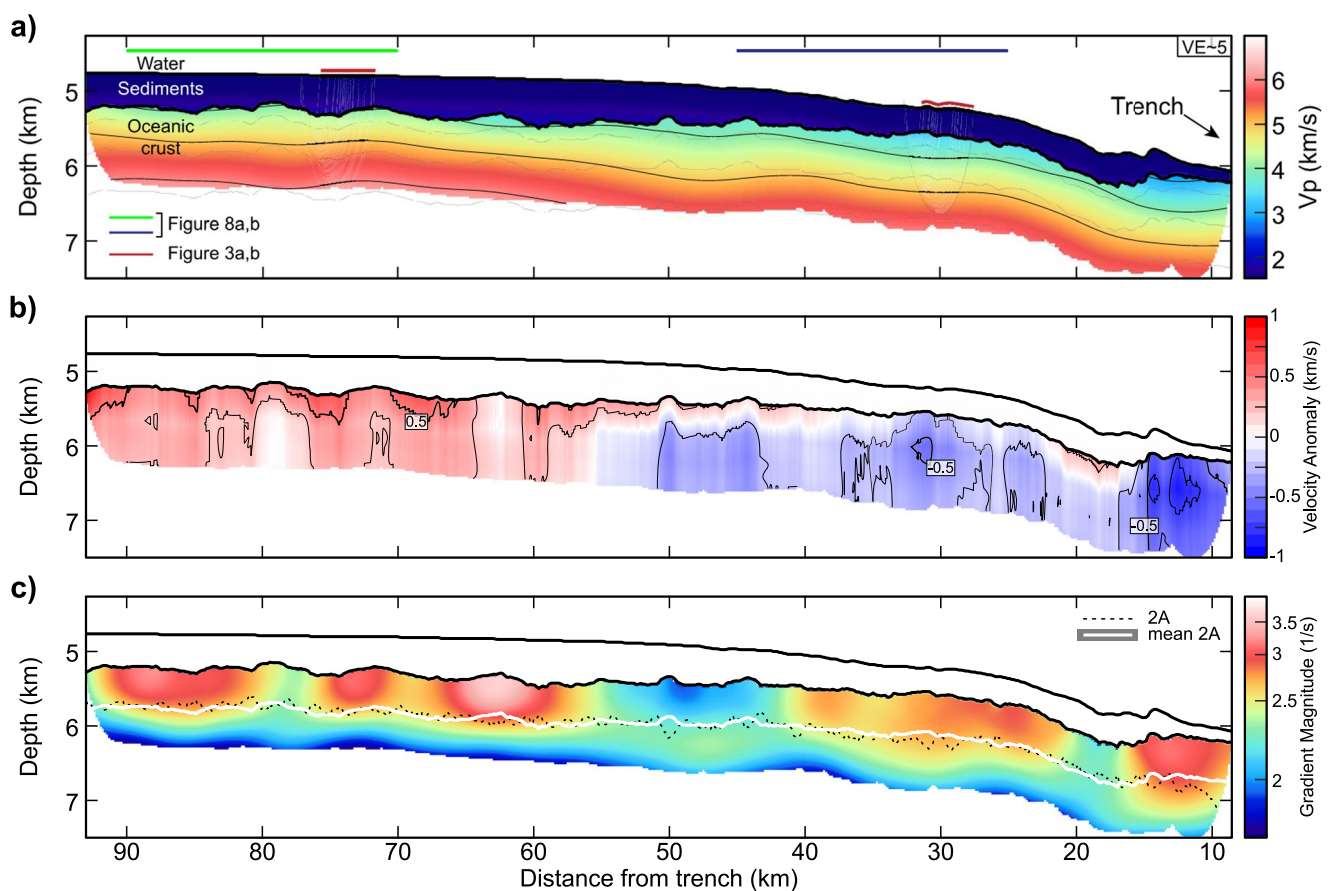 a)
VE~5
Water
Sediments
Oceanic
crust
Trench
Figure 8a,b
Figure 3a,b
5
6
7
Depth (km)
6
5
4
3
2
Vp (km/s)
b)
0.5
-0.5
-0.5
5
6
7
Depth (km)
1
0.5
0
-0.5
-1
Velocity Anomaly (km/s)
c)
2A
mean 2A
5
6
7
Depth (km)
3.5
3
2.5
2
Gradient Magnitude (1/s)
90 80 70 60 50 40 30 20 10
Distance from trench (km)